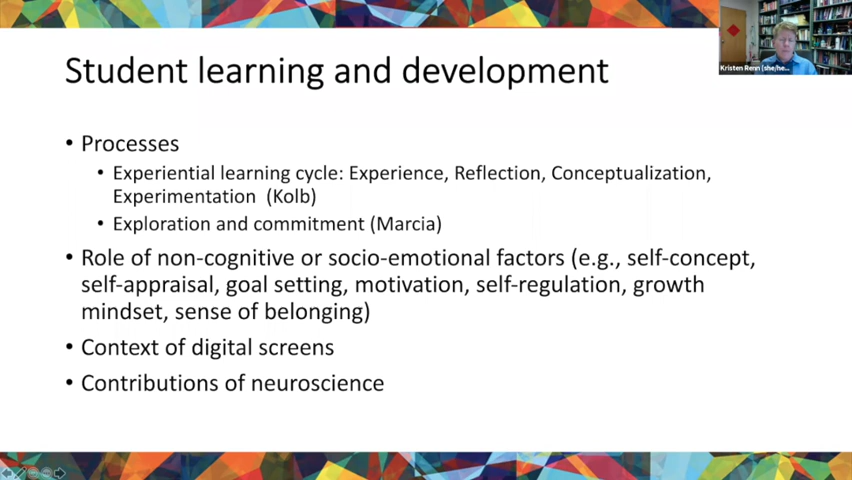 Student learning and development
Kristen Renn (she/he...
• Processes
• Experiential learning cycle: Experience, Reflection, Conceptualization,
Experimentation (Kolb)
• Exploration and commitment (Marcia)
• Role of non-cognitive or socio-emotional factors (e.g., self-concept,
self-appraisal, goal setting, motivation, self-regulation, growth
mindset, sense of belonging)
• Context of digital screens
• Contributions of neuroscience